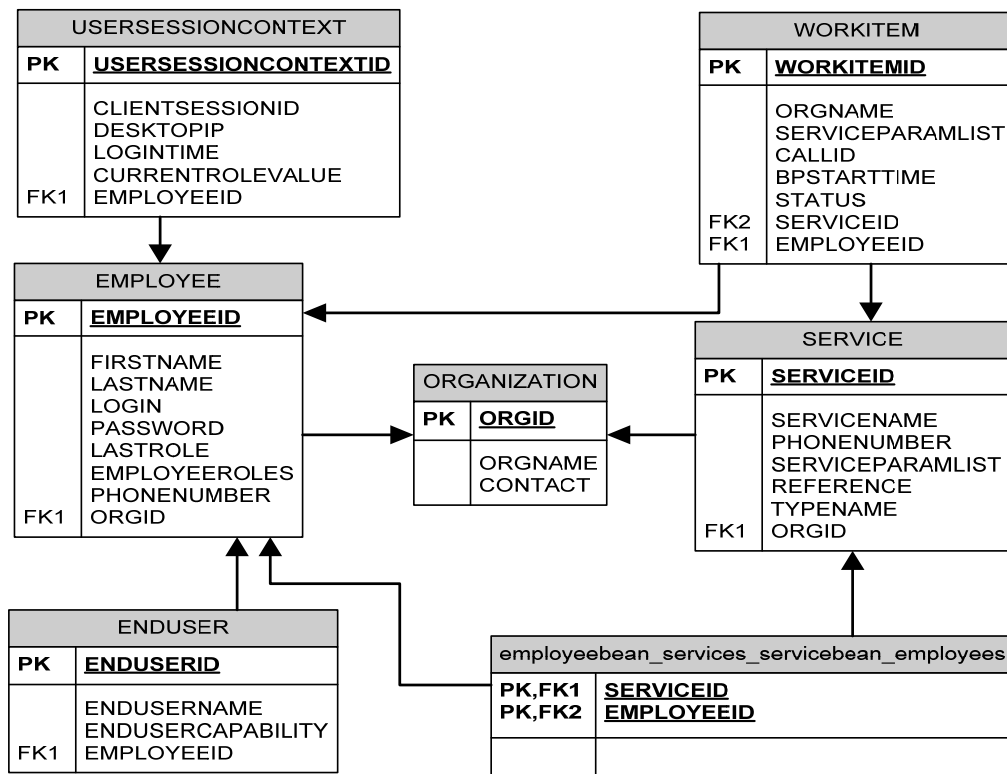 USERSESSIONCONTEXT
PK USERSESSIONCONTEXTID
CLIENTSESSIONID
DESKTOPIP
LOGINTIME
CURRENTROLEVALUE
FK1 EMPLOYEEID
WORKITEM
PK WORKITEMID
ORGNAME
SERVICEPARAMLIST
CALLID
BPSTARTTIME
STATUS
FK2 SERVICEID
FK1 EMPLOYEEID
EMPLOYEE
PK EMPLOYEEID
FIRSTNAME
LASTNAME
LOGIN
PASSWORD
LASTROLE
EMPLOYEEROLES
PHONENUMBER
FK1 ORGID
ORGANIZATION
PK ORGID
ORGNAME
CONTACT
SERVICE
PK SERVICEID
SERVICENAME
PHONENUMBER
SERVICEPARAMLIST
REFERENCE
TYPENAME
FK1 ORGID
ENDUSER
PK ENDUSERID
ENDUSERNAME
ENDUSERCAPABILITY
FK1 EMPLOYEEID
employeebean_services_servicebean_employees
PK,FK1 SERVICEID
PK,FK2 EMPLOYEEID